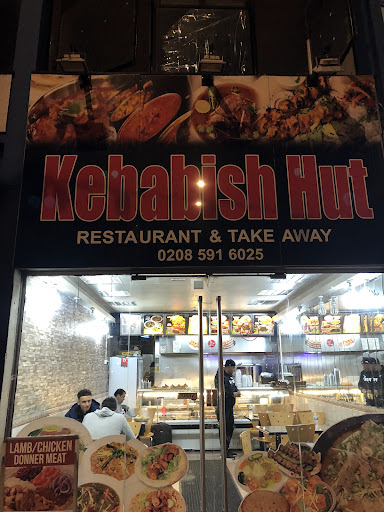 Kebabish Hut
RESTAURANT & TAKE AWAY
0208 591 6025
LAMB/CHICKEN
DONNER MEAT